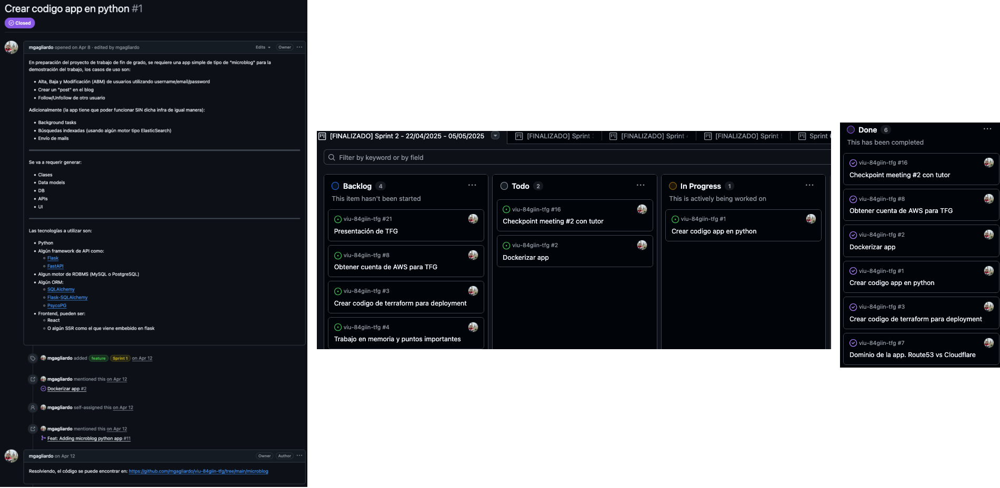 Crear codigo app en python #1
Closed
mgagliardo opened on Apr 8 · edited by mgagliardo
Edits
Owner
En preparación del proyecto de trabajo de fin de grado, se requiere una app simple de tipo de "microblog" para la
demostración del trabajo, los casos de uso son:
• Alta, Baja y Modificación (ABM) de usuarios utilizando username/email/password
• Crear un "post" en el blog
• Follow/Unfollow de otro usuario
Adicionalmente (la app tiene que poder funcionar SIN dicha infra de igual manera):
• Background tasks
• Búsquedas indexadas (usando algún motor tipo ElasticSearch)
• Envío de mails
Se va a requerir generar:
• Clases
• Data models
• DB
• APIs
• UI
Las tecnologías a utilizar son:
• Python
• Algún framework de API como:
Flask
FastAPI
• Algun motor de RDBMS (MySQL o PostgreSQL)
• Algún ORM:
SQLAlchemy
Flask-SQLAlchemy
PsycoPG
• Frontend, pueden ser:
React
O algún SSR como el que viene embebido en flask
mgagliardo added feature Sprint 1 on Apr 12
mgagliardo mentioned this on Apr 12
Dockerizar app #2
mgagliardo self-assigned this on Apr 12
mgagliardo mentioned this on Apr 12
Feat: Adding microblog python app #11
mgagliardo on Apr 12
Owner
Author
Resolviendo, el código se puede encontrar en: https://github.com/mgagliardo/viu-84giin-tfg/tree/main/microblog
[FINALIZADO] Sprint 2 - 22/04/2025 - 05/05/2025
[FINALIZADO] Sprint
[FINALIZADO] Sprint
[FINALIZADO] Sprint
Sprint
Filter by keyword or by field
Backlog 4
This item hasn't been started
viu-84giin-tfg #21
Presentación de TFG
viu-84giin-tfg #8
Obtener cuenta de AWS para TFG
viu-84giin-tfg #3
Crear codigo de terraform para deployment
viu-84giin-tfg #4
Trabajo en memoria y puntos importantes
Todo 2
viu-84giin-tfg #16
Checkpoint meeting #2 con tutor
viu-84giin-tfg #2
Dockerizar app
In Progress 1
This is actively being worked on
viu-84giin-tfg #1
Crear codigo app en python
Done 6
This has been completed
viu-84giin-tfg #16
Checkpoint meeting #2 con tutor
viu-84giin-tfg #8
Obtener cuenta de AWS para TFG
viu-84giin-tfg #2
Dockerizar app
viu-84giin-tfg #1
Crear codigo app en python
viu-84giin-tfg #3
Crear codigo de terraform para deployment
viu-84giin-tfg #7
Dominio de la app. Route53 vs Cloudflare